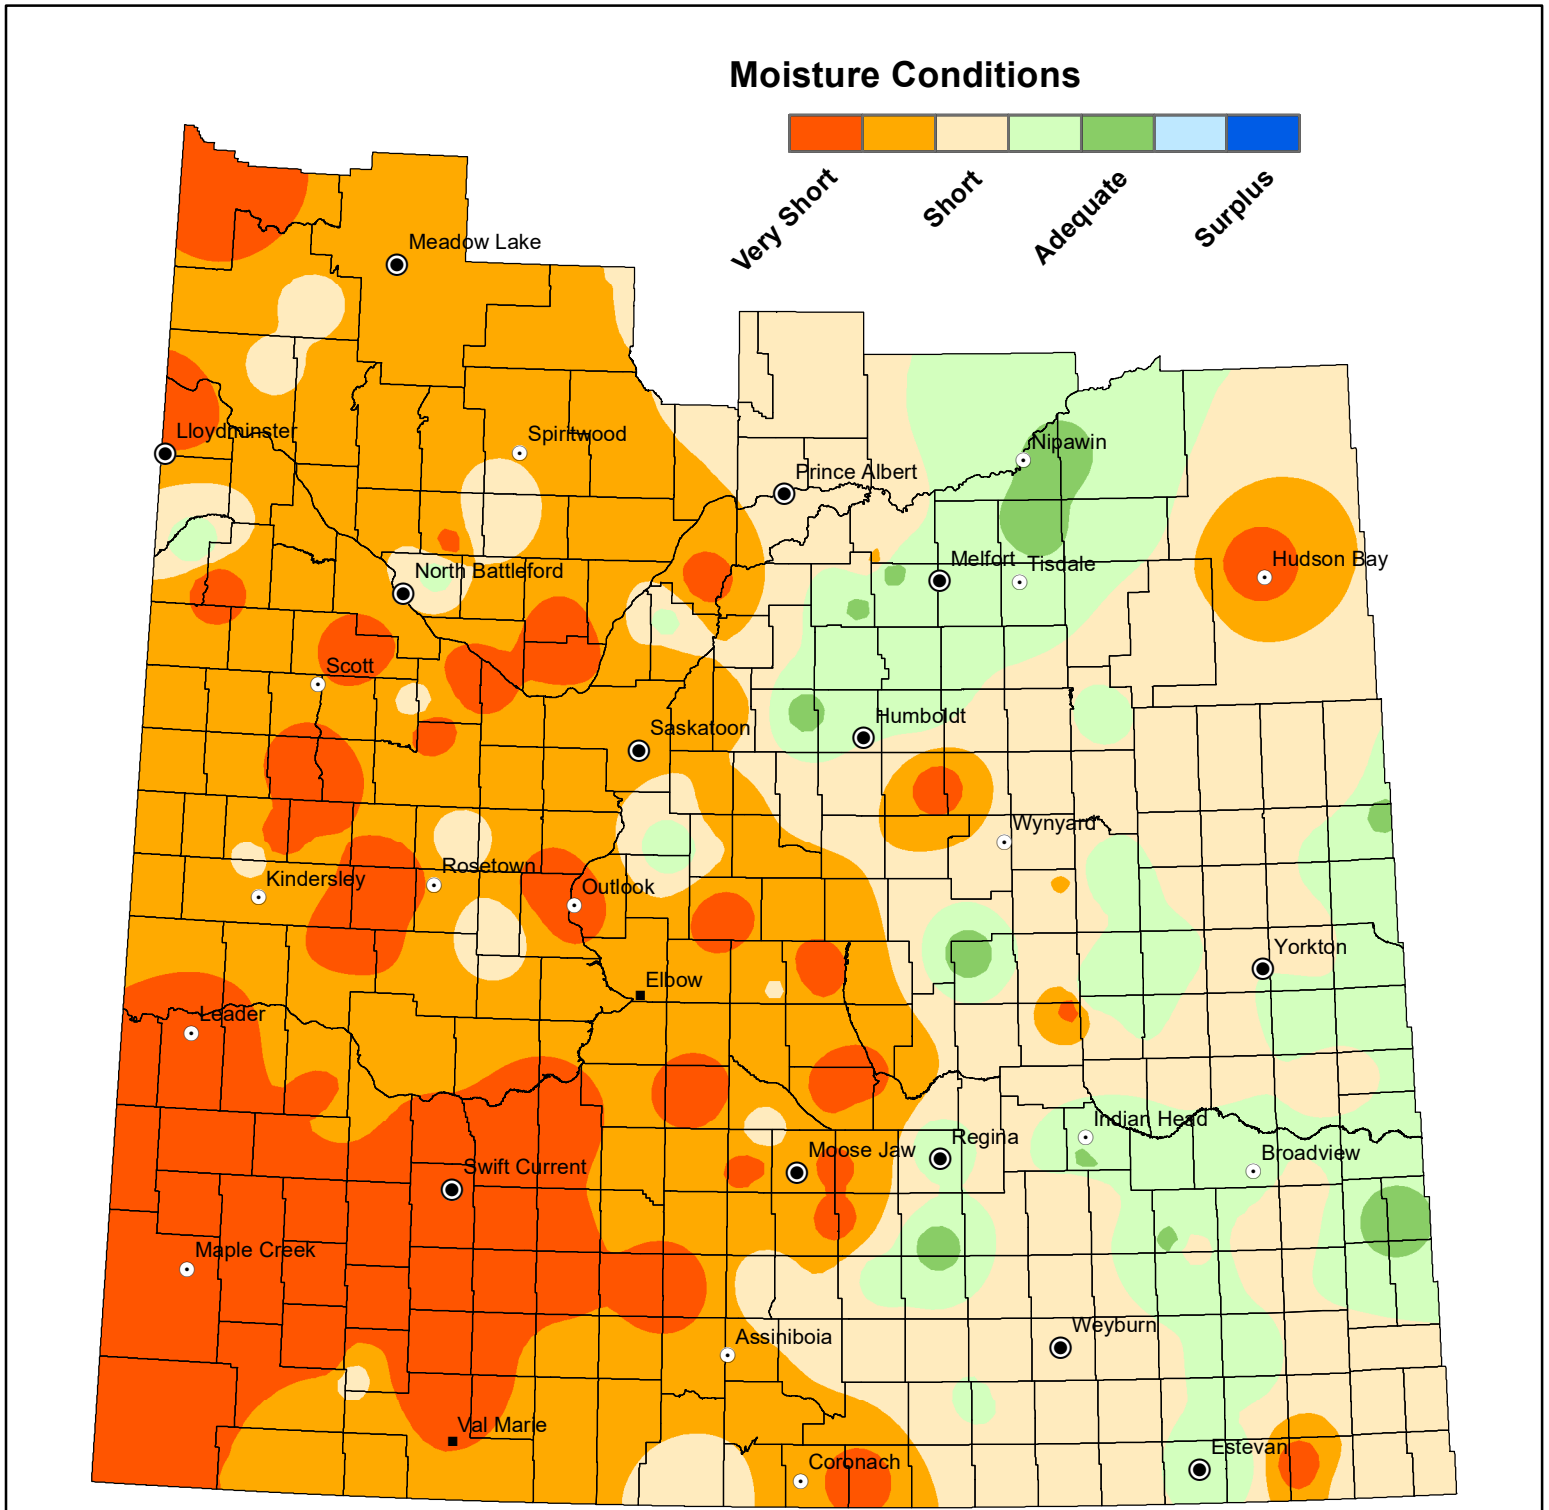 Moisture Conditions
Very Short
Short
Adequate
Surplus
Meadow Lake
Lloydminster
Spiritwood
Nipawin
Prince Albert
Hudson Bay
Melfort
Tisdale
North Battleford
Scott
Humboldt
Saskatoon
Wynyard
Rosetown
Kindersley
Outlook
Yorkton
Elbow
Leader
Indian Head
Regina
Moose Jaw
Broadview
Swift Current
Maple Creek
Weyburn
Assiniboia
Val Marie
Estevan
Coronach